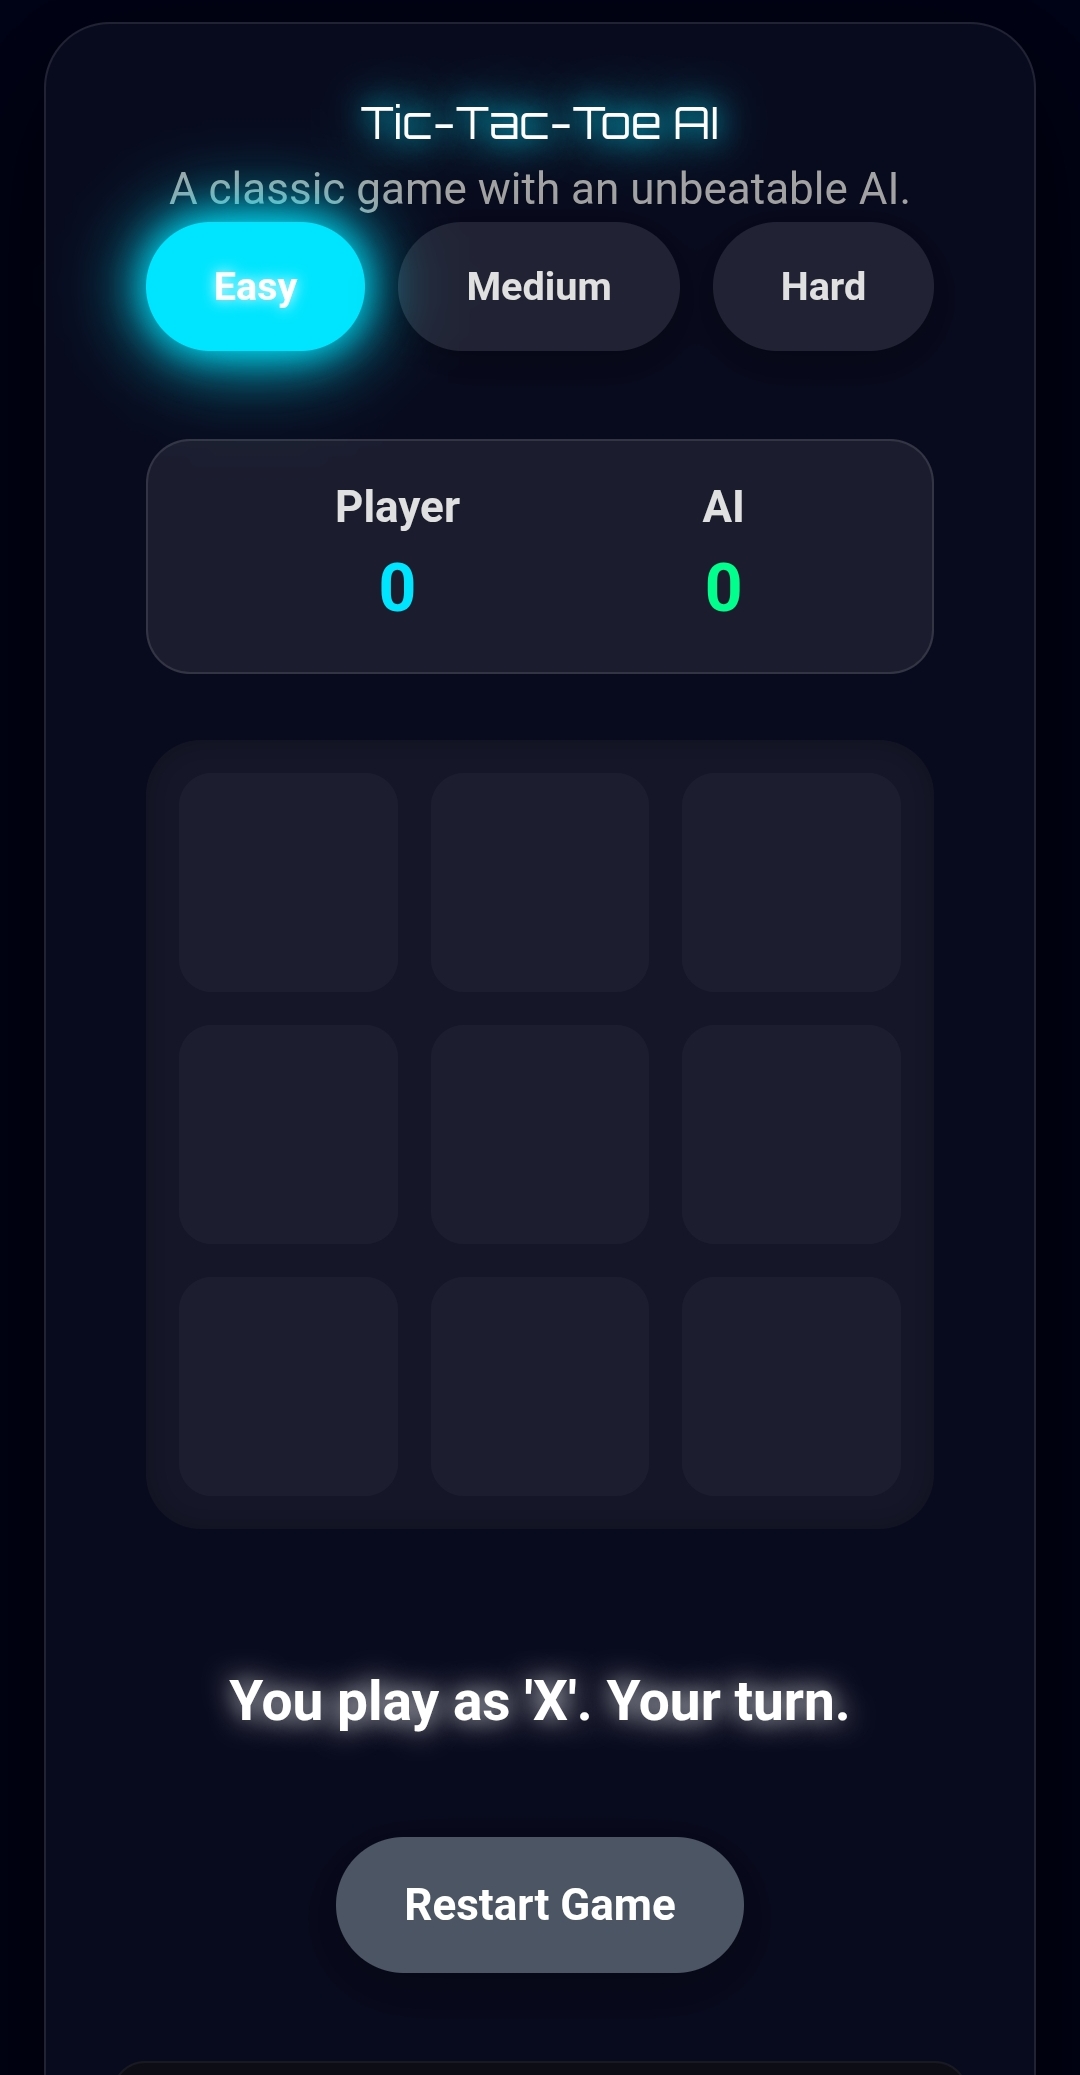 Tic-Tac-Toe AI
A classic game with an unbeatable AI.
Easy Medium Hard
Player AI
0 0
You play as 'X'. Your turn.
Restart Game